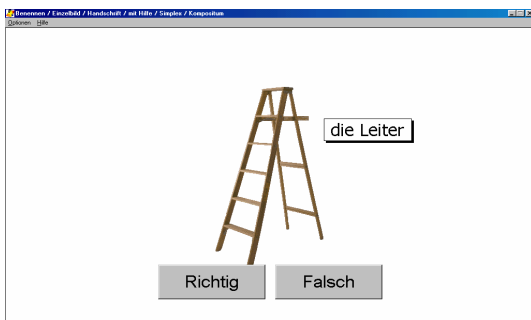 Benennen / Einzelbild / Handschrift / mit Hilfe / Simplex / Kompositum
Optionen Hilfe
die Leiter
Richtig Falsch